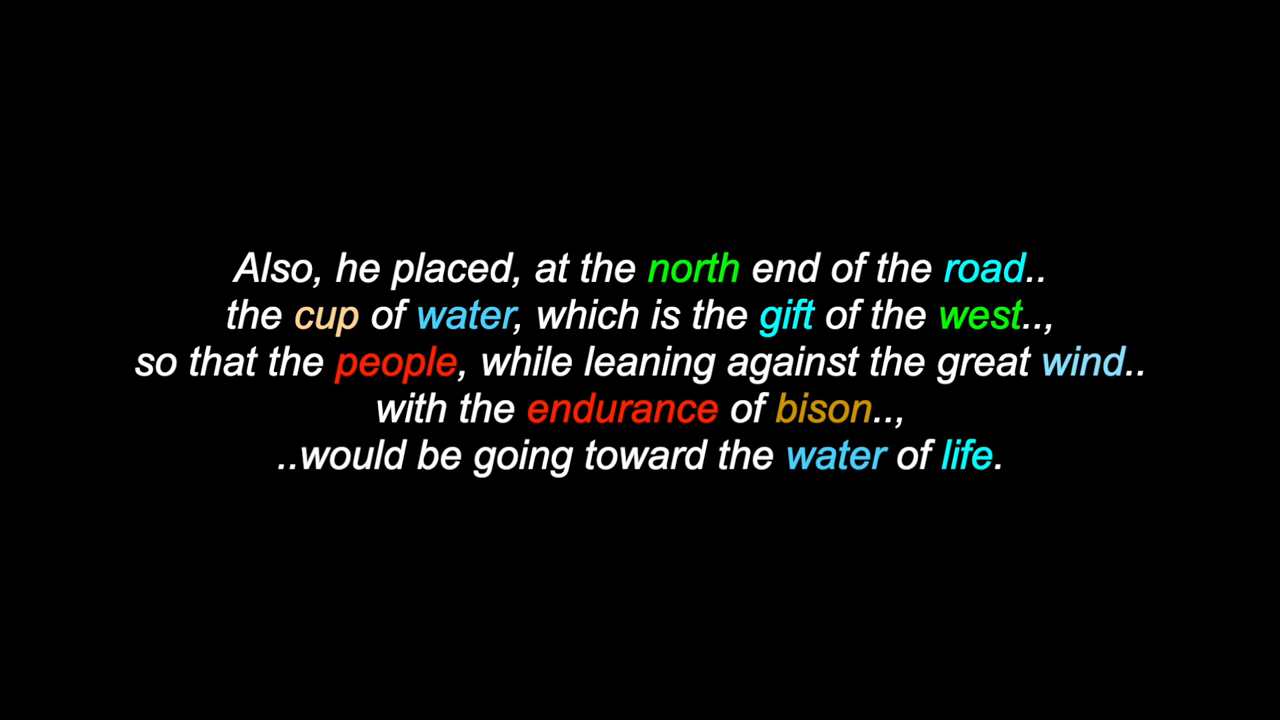 Also, he placed, at the north end of the road..
the cup of water, which is the gift of the west..,
so that the people, while leaning against the great wind..
with the endurance of bison..,
..would be going toward the water of life.